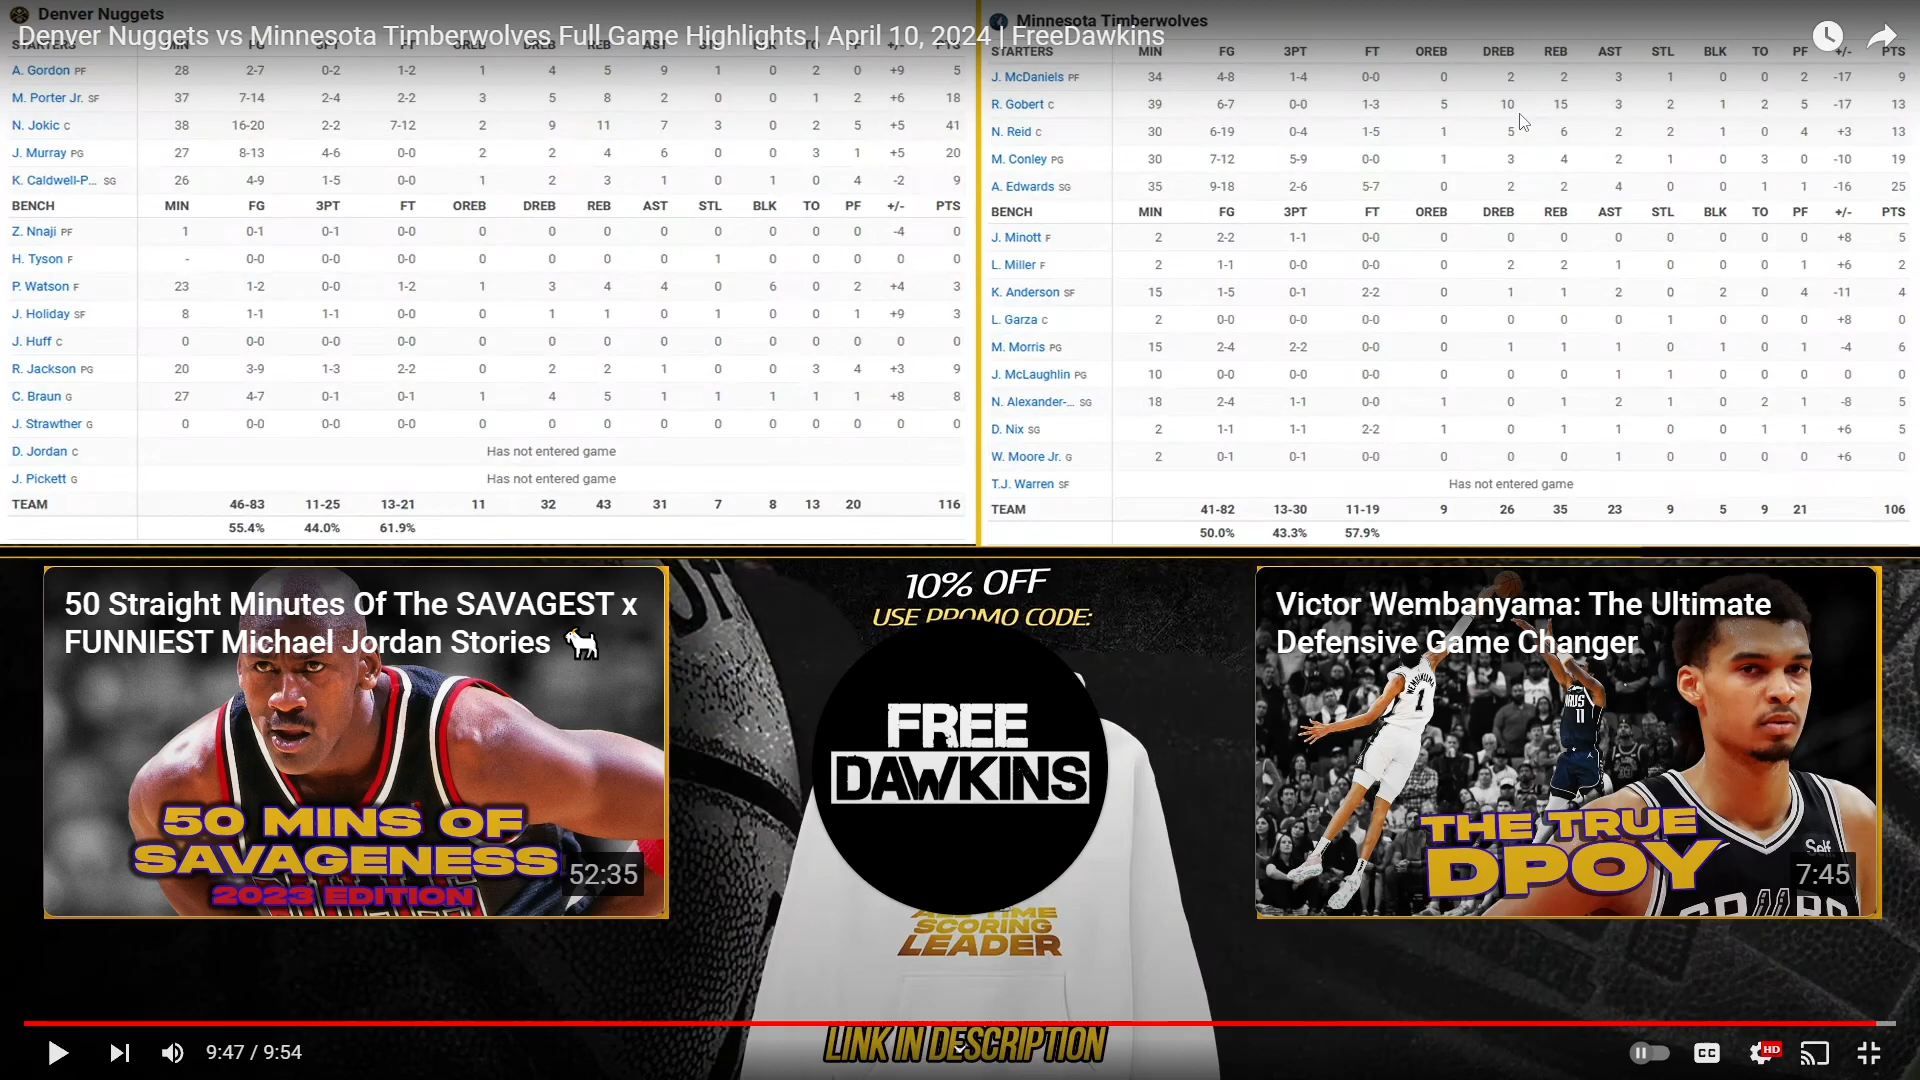 Denver Nuggets
Denver Nuggets vs Minnesota Timberwolves Full Game Highlights | April 10, 2024 | FreeDawkins
STARTERS MIN FG 3PT FT OREB DREB REB AST STL BLK TO PF +/- PTS
A. Gordon PF 28 2-7 0-2 1-2 1 4 5 9 1 0 2 0 +9 5
M. Porter Jr. SF 37 7-14 2-4 2-2 3 5 8 2 0 0 1 2 +6 18
N. Jokic C 38 16-20 2-2 7-12 2 9 11 7 3 0 2 5 +5 41
J. Murray PG 27 8-13 4-6 0-0 2 2 4 6 0 0 3 1 +5 20
K. Caldwell-P... SG 26 4-9 1-5 0-0 1 2 3 1 0 1 0 4 -2 9
BENCH MIN FG 3PT FT OREB DREB REB AST STL BLK TO PF +/- PTS
Z. Nnaji PF 1 0-1 0-1 0-0 0 0 0 0 0 0 0 0 -4 0
H. Tyson F - 0-0 0-0 0-0 0 0 0 0 1 0 0 0 0 0
P. Watson F 23 1-2 0-0 1-2 1 3 4 4 0 6 0 2 +4 3
J. Holiday SF 8 1-1 1-1 0-0 0 1 1 0 1 0 0 1 +9 3
J. Huff C 0 0-0 0-0 0-0 0 0 0 0 0 0 0 0 0 0
R. Jackson PG 20 3-9 1-3 2-2 0 2 2 1 0 0 3 4 +3 9
C. Braun G 27 4-7 0-1 0-1 1 4 5 1 1 1 1 1 +8 8
J. Strawther G 0 0-0 0-0 0-0 0 0 0 0 0 0 0 0 0 0
D. Jordan C Has not entered game
J. Pickett G Has not entered game
TEAM 46-83 11-25 13-21 11 32 43 31 7 8 13 20 116
55.4% 44.0% 61.9%
Minnesota Timberwolves
STARTERS MIN FG 3PT FT OREB DREB REB AST STL BLK TO PF +/- PTS
J. McDaniels PF 34 4-8 1-4 0-0 0 2 2 3 1 0 0 2 -17 9
R. Gobert C 39 6-7 0-0 1-3 5 10 15 3 2 1 2 5 -17 13
N. Reid C 30 6-19 0-4 1-5 1 5 6 2 2 1 0 4 +3 13
M. Conley PG 30 7-12 5-9 0-0 1 3 4 2 1 0 3 0 -10 19
A. Edwards SG 35 9-18 2-6 5-7 0 2 2 4 0 0 1 1 -16 25
BENCH MIN FG 3PT FT OREB DREB REB AST STL BLK TO PF +/- PTS
J. Minott F 2 2-2 1-1 0-0 0 0 0 0 0 0 0 0 +8 5
L. Miller F 2 1-1 0-0 0-0 0 2 2 1 0 0 0 1 +6 2
K. Anderson SF 15 1-5 0-1 2-2 0 1 1 2 0 2 0 4 -11 4
L. Garza C 2 0-0 0-0 0-0 0 0 0 0 1 0 0 0 +8 0
M. Morris PG 15 2-4 2-2 0-0 0 1 1 1 0 1 0 1 -4 6
J. McLaughlin PG 10 0-0 0-0 0-0 0 0 0 1 1 0 0 0 0 0
N. Alexander-... SG 18 2-4 1-1 0-0 1 0 1 2 1 0 2 1 -8 5
D. Nix SG 2 1-1 1-1 2-2 1 0 1 1 0 0 1 1 +6 5
W. Moore Jr. G 2 0-1 0-1 0-0 0 0 0 1 0 0 0 0 +6 0
T.J. Warren SF Has not entered game
TEAM 41-82 13-30 11-19 9 26 35 23 9 5 9 21 106
50.0% 43.3% 57.9%
50 Straight Minutes Of The SAVAGEST x
FUNNIEST Michael Jordan Stories
50 MINS OF
SAVAGENESS
2023 EDITION
52:35
10% OFF
USE PROMO CODE:
FREE
DAWKINS
ALL-TIME
SCORING
LEADER
Victor Wembanyama: The Ultimate
Defensive Game Changer
WEMBANYAMA
1
11
THE TRUE
DPOY
Self
7:45
LINK IN DESCRIPTION
9:47 / 9:54
CC
HD